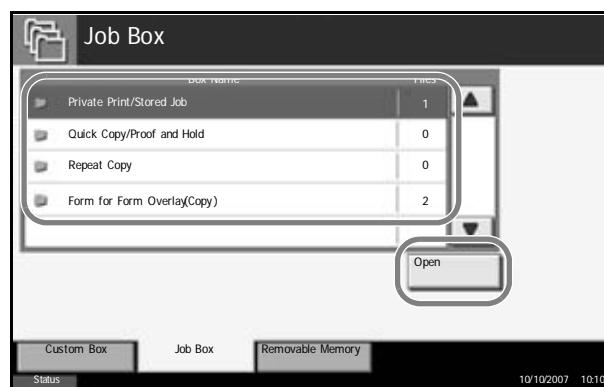 Job Box
Box Name Files
Private Print/Stored Job 1
Quick Copy/Proof and Hold 0
Repeat Copy 0
Form for Form Overlay(Copy) 2
Open
Custom Box Job Box Removable Memory
Status 10/10/2007 10:10